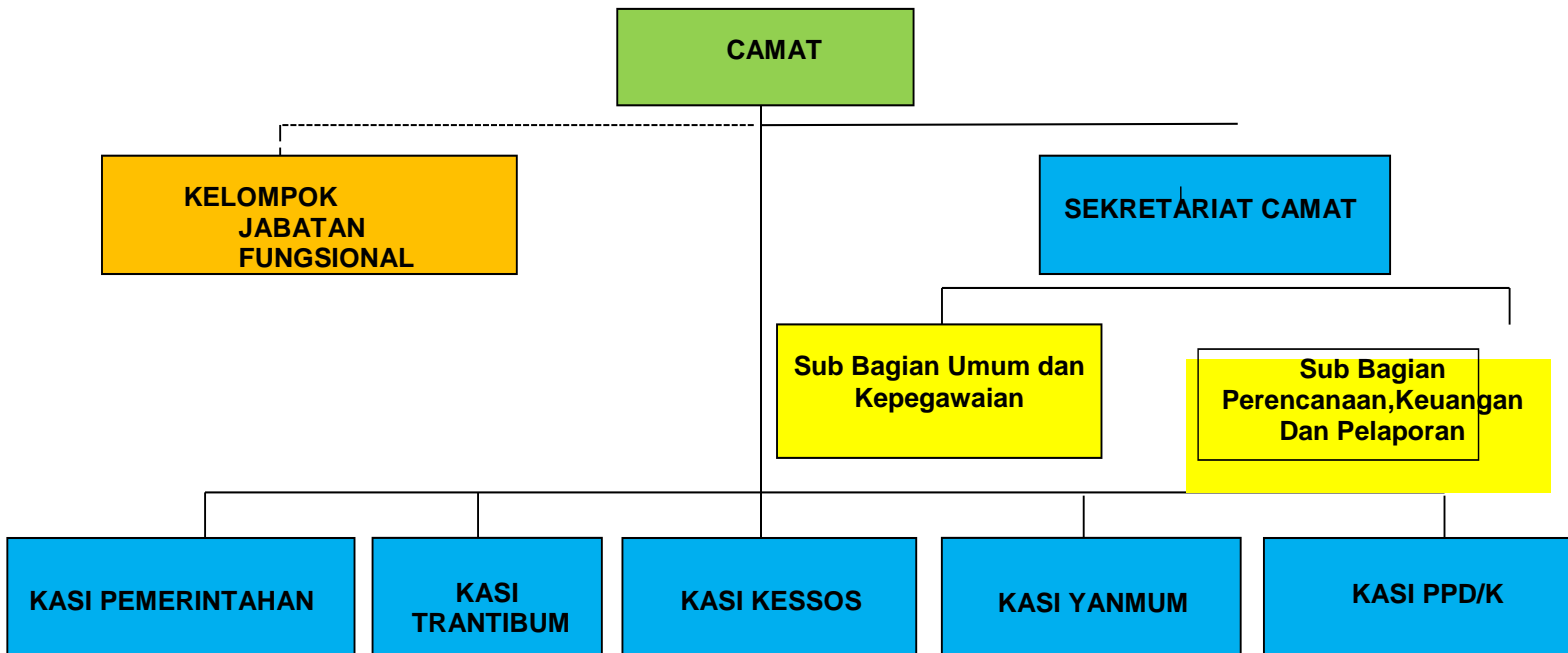 CAMAT
KELOMPOK
JABATAN
FUNGSIONAL
SEKRETARIAT CAMAT
Sub Bagian Umum dan
Kepegawaian
Sub Bagian
Perencanaan,Keuangan
Dan Pelaporan
KASI PEMERINTAHAN
KASI
TRANTIBUM
KASI KESSOS
KASI YANMUM
KASI PPD/K